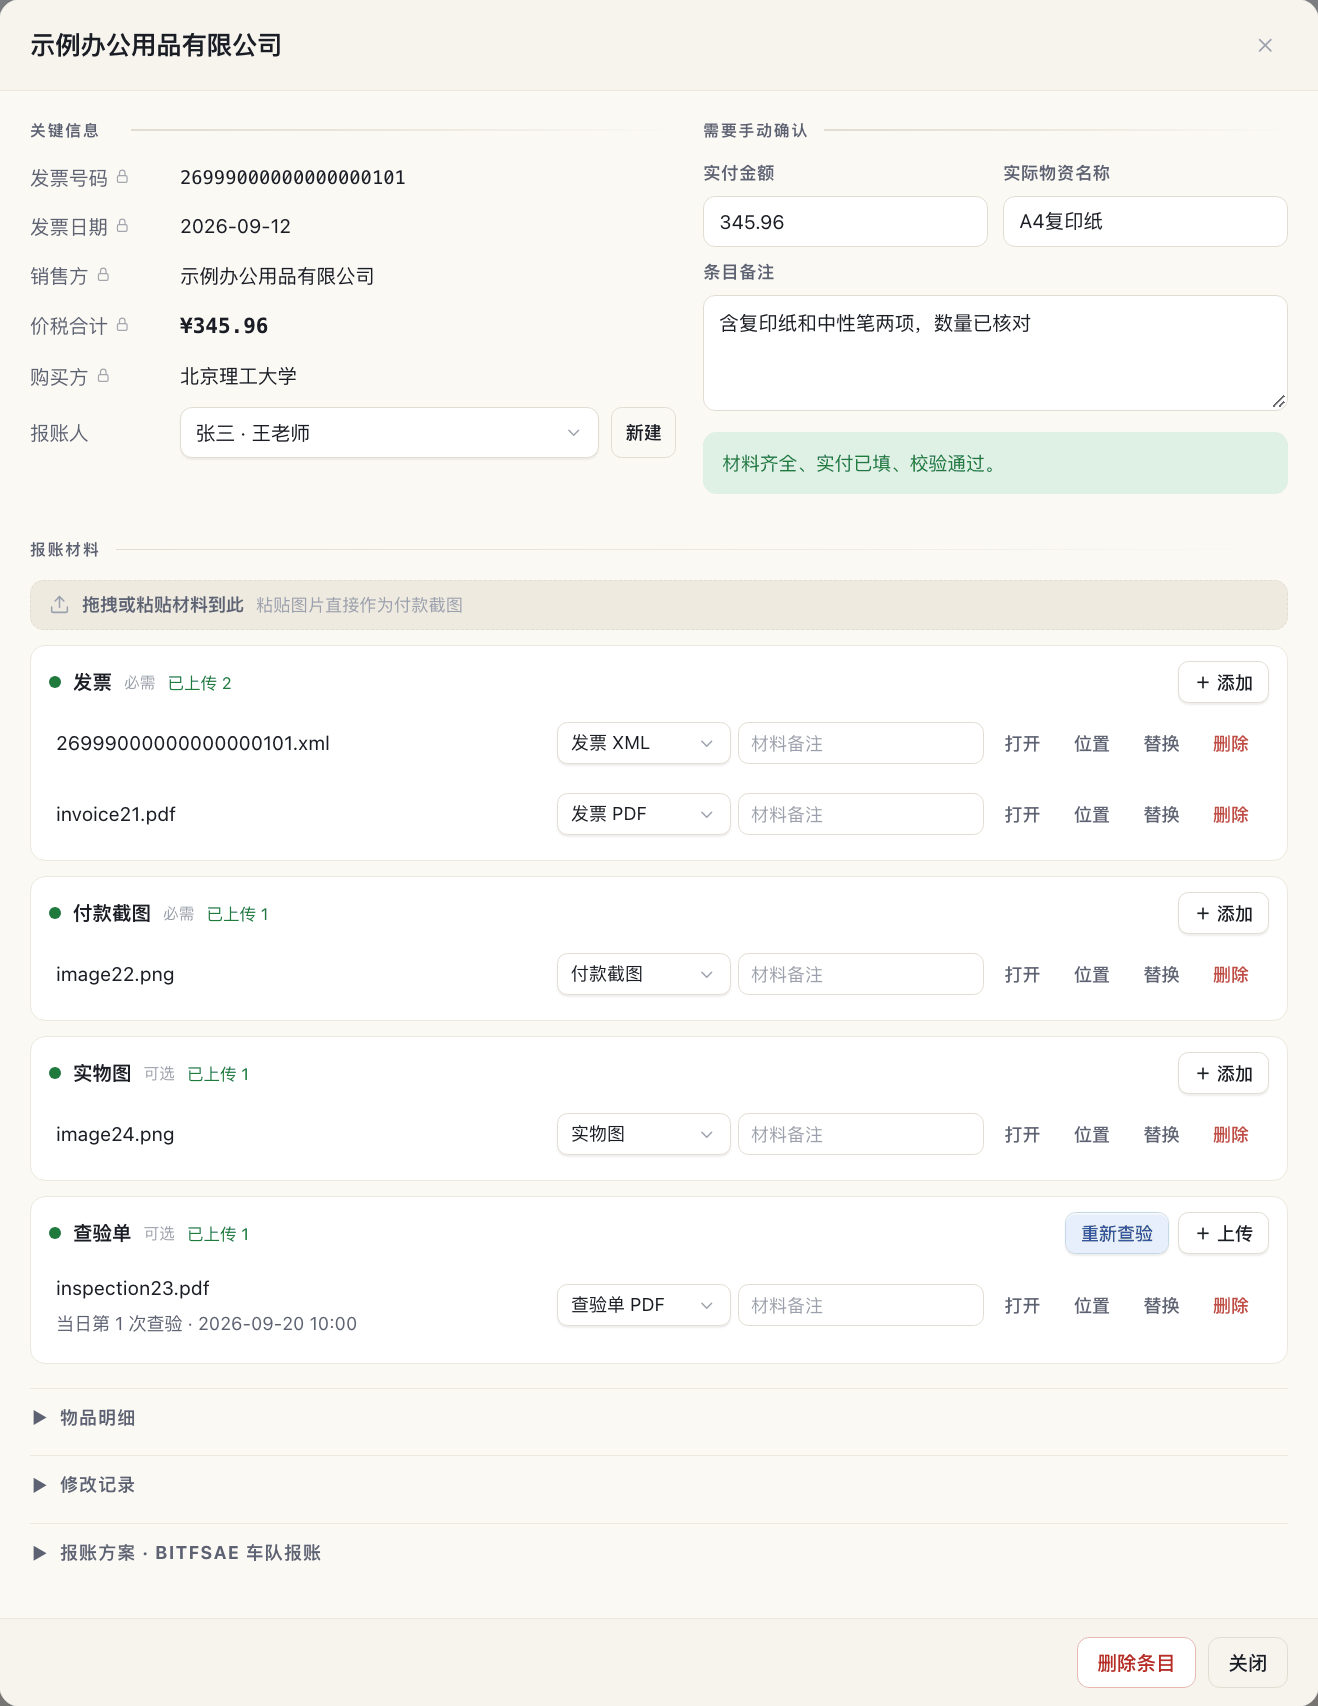 示例办公用品有限公司
关键信息
发票号码 26999000000000000101
发票日期 2026-09-12
销售方 示例办公用品有限公司
价税合计 ¥345.96
购买方 北京理工大学
报账人 张三 · 王老师 新建
需要手动确认
实付金额 实际物资名称
345.96 A4复印纸
条目备注
含复印纸和中性笔两项，数量已核对
材料齐全、实付已填、校验通过。
报账材料
拖拽或粘贴材料到此 粘贴图片直接作为付款截图
发票 必需 已上传 2 + 添加
26999000000000000101.xml 发票 XML 材料备注 打开 位置 替换 删除
invoice21.pdf 发票 PDF 材料备注 打开 位置 替换 删除
付款截图 必需 已上传 1 + 添加
image22.png 付款截图 材料备注 打开 位置 替换 删除
实物图 可选 已上传 1 + 添加
image24.png 实物图 材料备注 打开 位置 替换 删除
查验单 可选 已上传 1 重新查验 + 上传
inspection23.pdf 查验单 PDF 材料备注 打开 位置 替换 删除
当日第 1 次查验 · 2026-09-20 10:00
物品明细
修改记录
报账方案 · BITFSAE 车队报账
删除条目 关闭